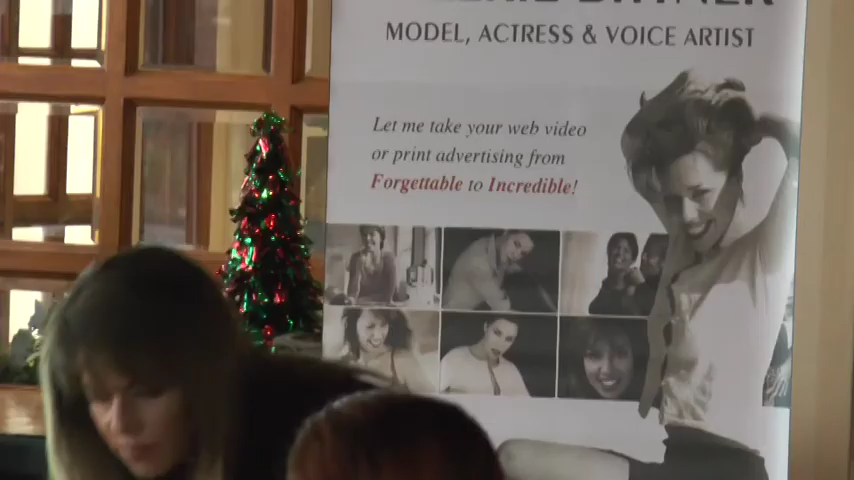 MODEL, ACTRESS & VOICE ARTIST
Let me take your web video
or print advertising from
Forgettable to Incredible!